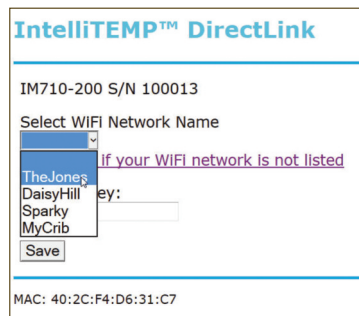 IntelliTEMP™ DirectLink
IM710-200 S/N 100013
Select WiFi Network Name
if your WiFi network is not listed
TheJones
DaisyHill
ey:
Sparky
MyCrib
Save
MAC: 40:2C:F4:D6:31:C7